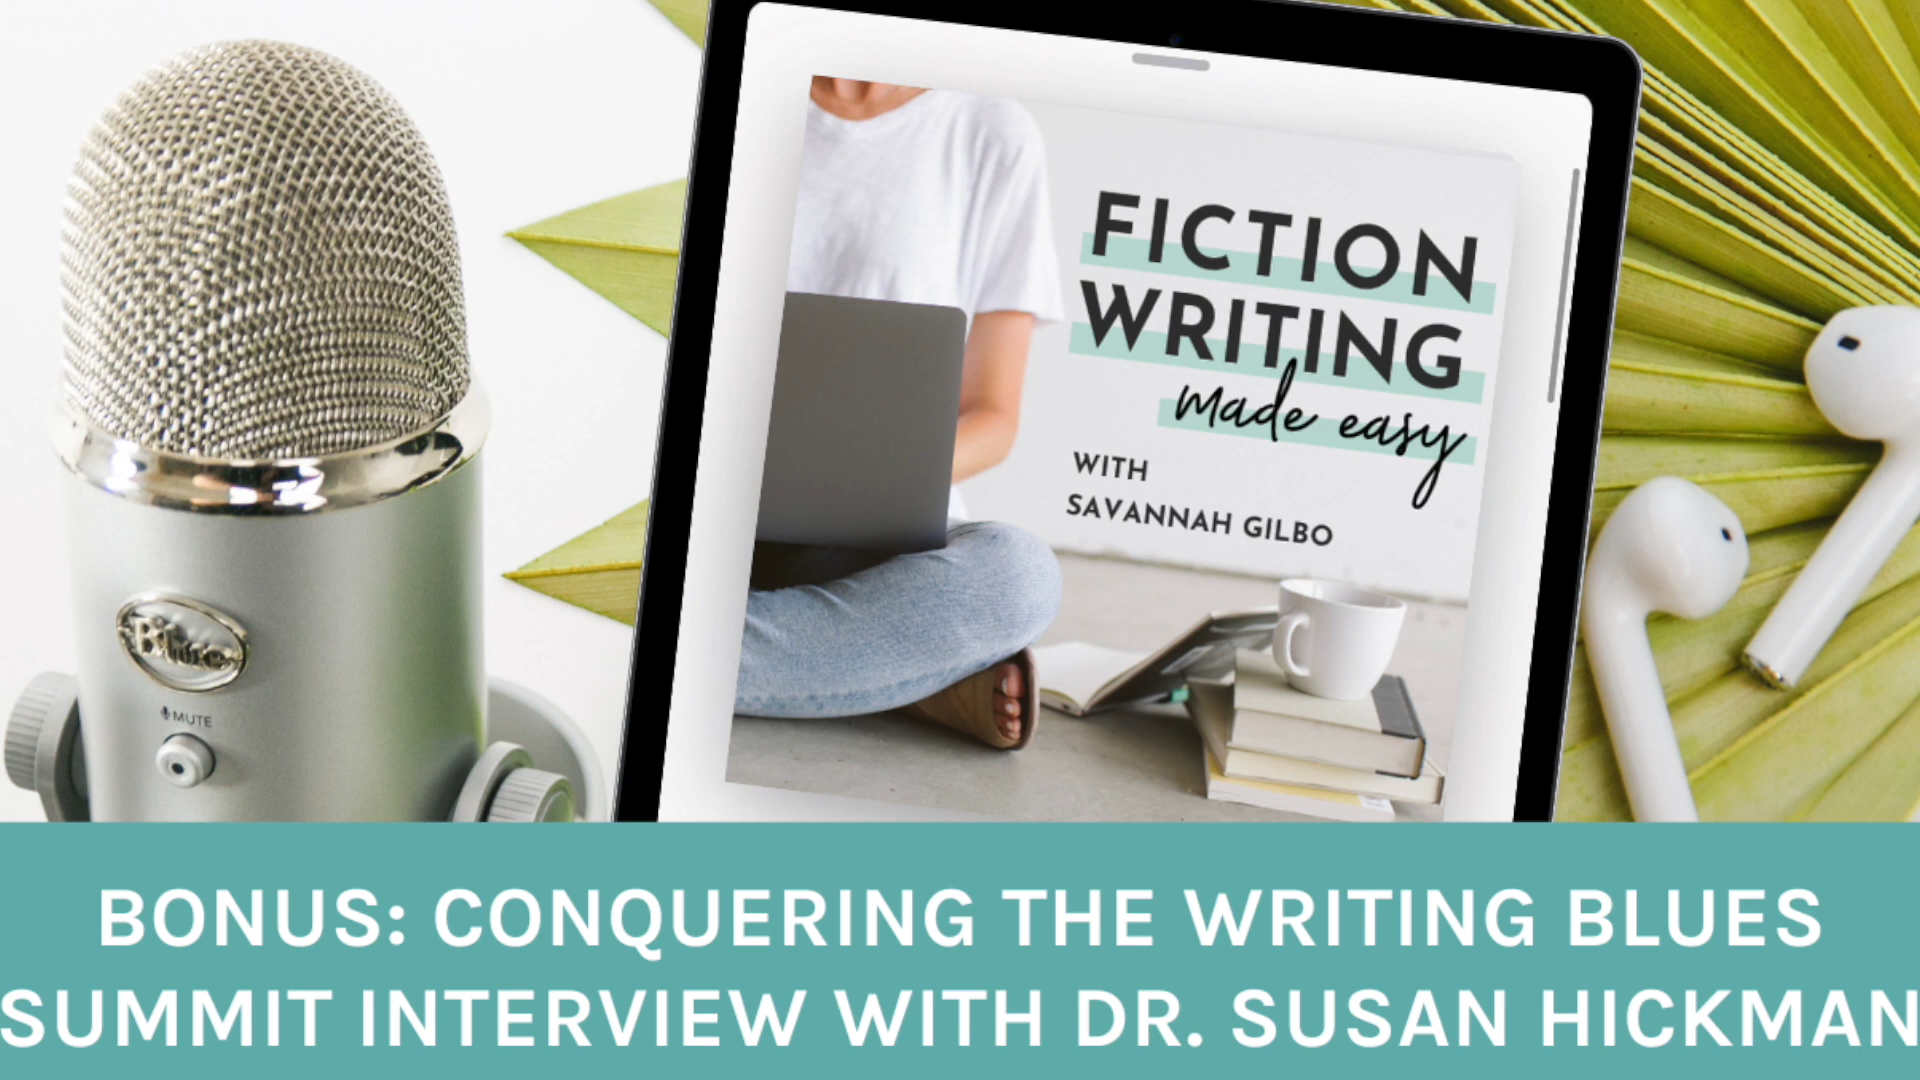 FICTION
WRITING
made easy
WITH
SAVANNAH GILBO
Blue
MUTE
BONUS: CONQUERING THE WRITING BLUES
SUMMIT INTERVIEW WITH DR. SUSAN HICKMAN